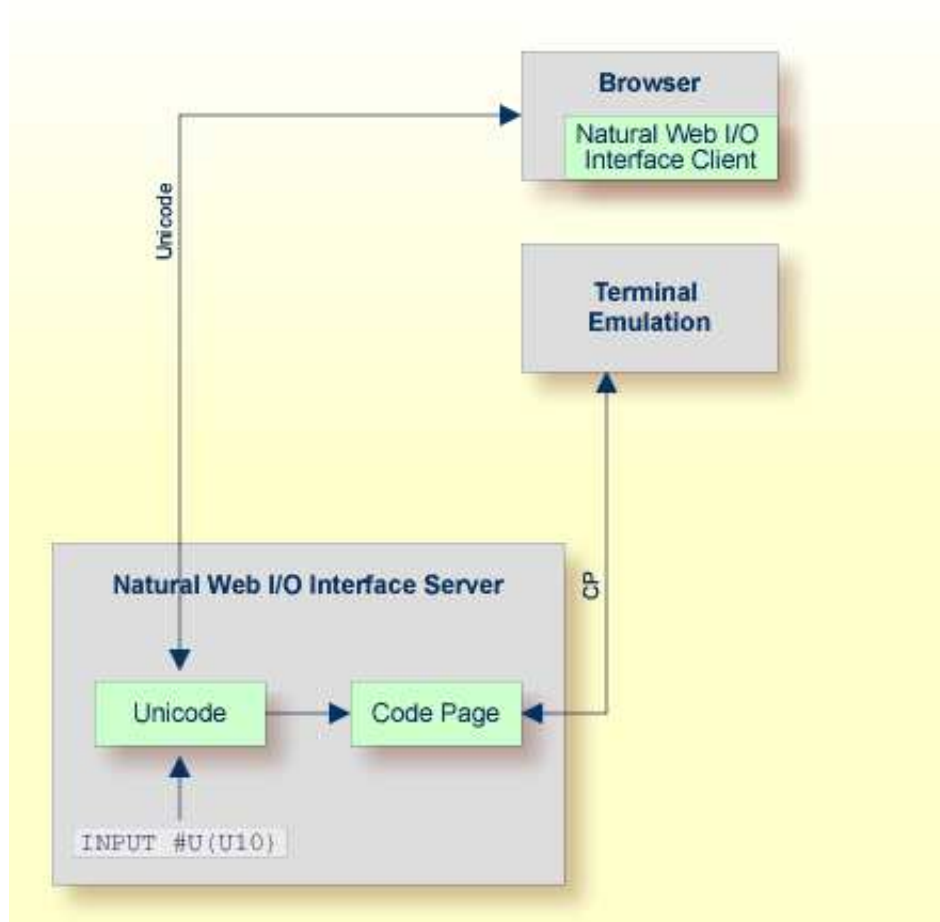 Browser
Natural Web I/O
Interface Client
Unicode
Terminal
Emulation
Natural Web I/O Interface Server
CP
Unicode
Code Page
INPUT #U(U10)